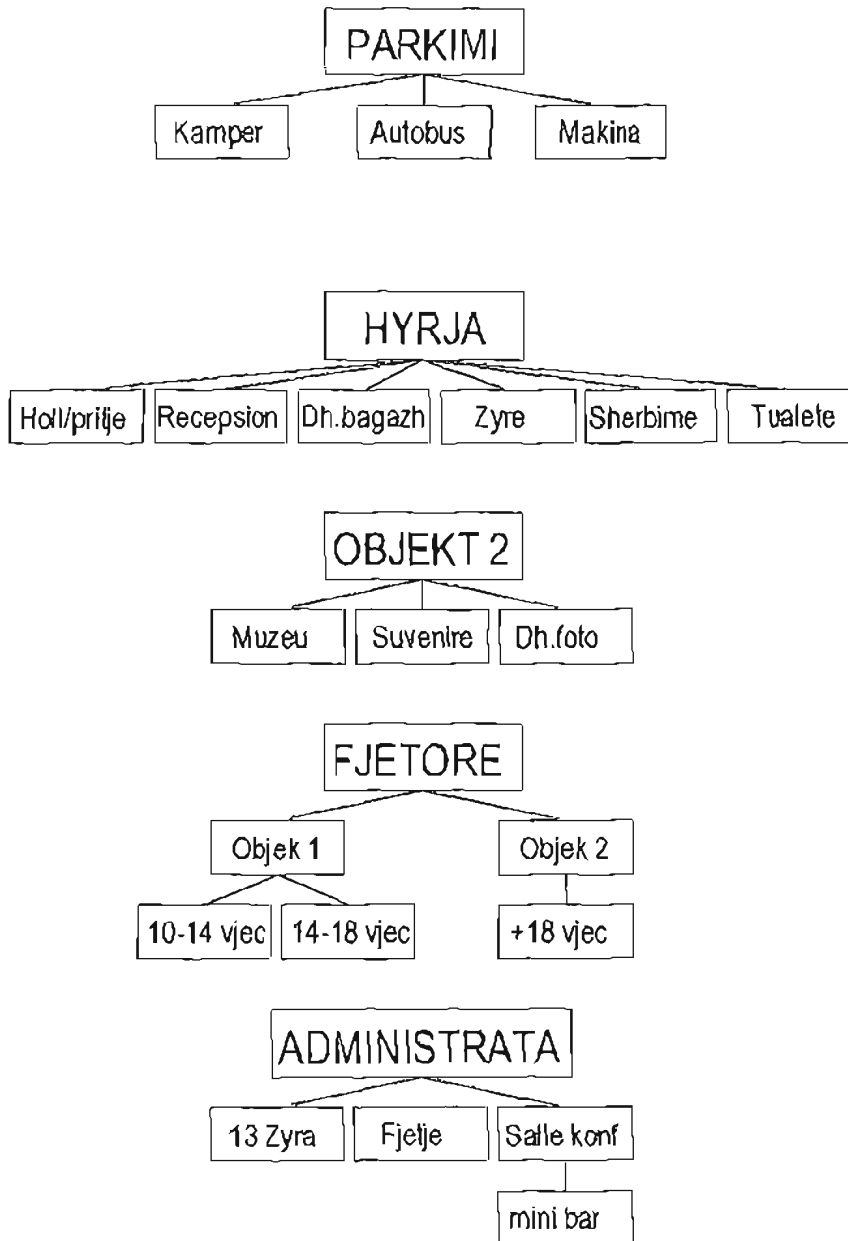 PARKIMI
Kamper Autobus Makina
HYRJA
Holl/pritje Recepsion Dh.bagazh Zyre Sherbime Tualete
OBJEKT 2
Muzeu Suvenire Dh.foto
FJETORE
Objek 1 Objek 2
10-14 vjec 14-18 vjec +18 vjec
ADMINISTRATA
13 Zyra Fjetje Salle konf
mini bar